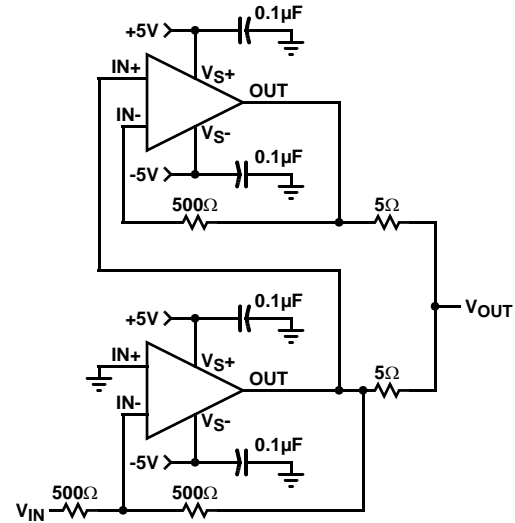 +5V
0.1µF
IN+
VS+
OUT
IN-
VS-
-5V
0.1µF
500Ω
5Ω
VOUT
+5V
0.1µF
IN+
VS+
OUT
5Ω
IN-
VS-
-5V
0.1µF
VIN
500Ω
500Ω